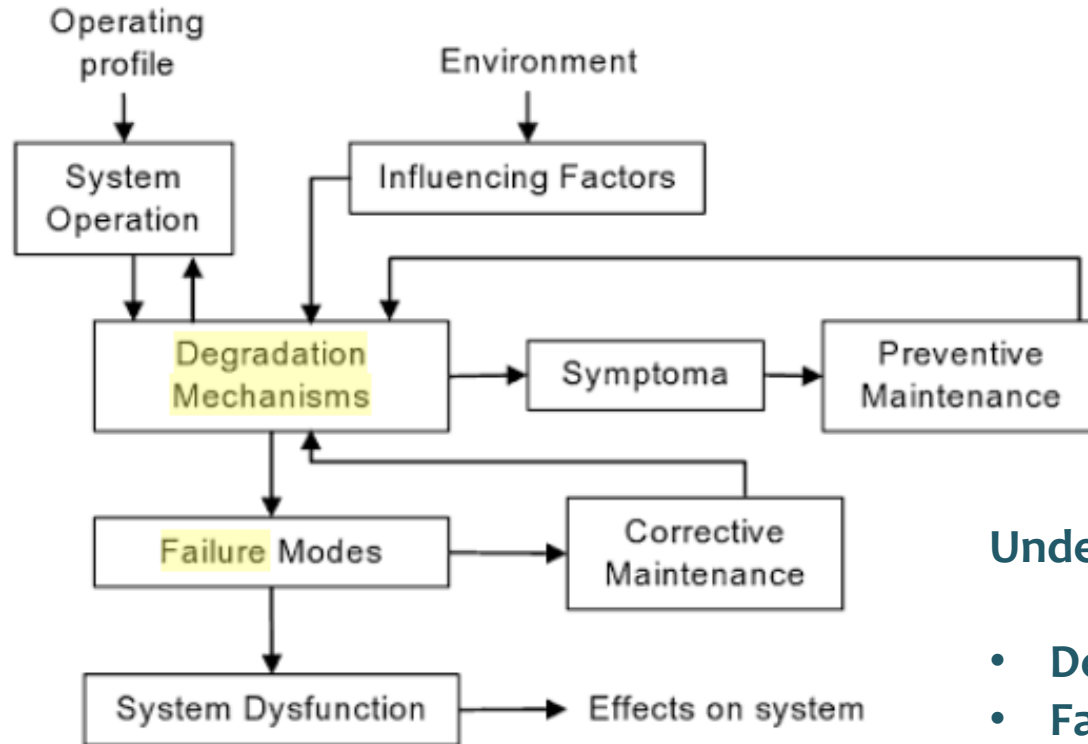 Operating
profile
Environment
System
Operation
Influencing Factors
Degradation
Mechanisms
Symptoma
Preventive
Maintenance
Failure Modes
Corrective
Maintenance
System Dysfunction
Effects on system